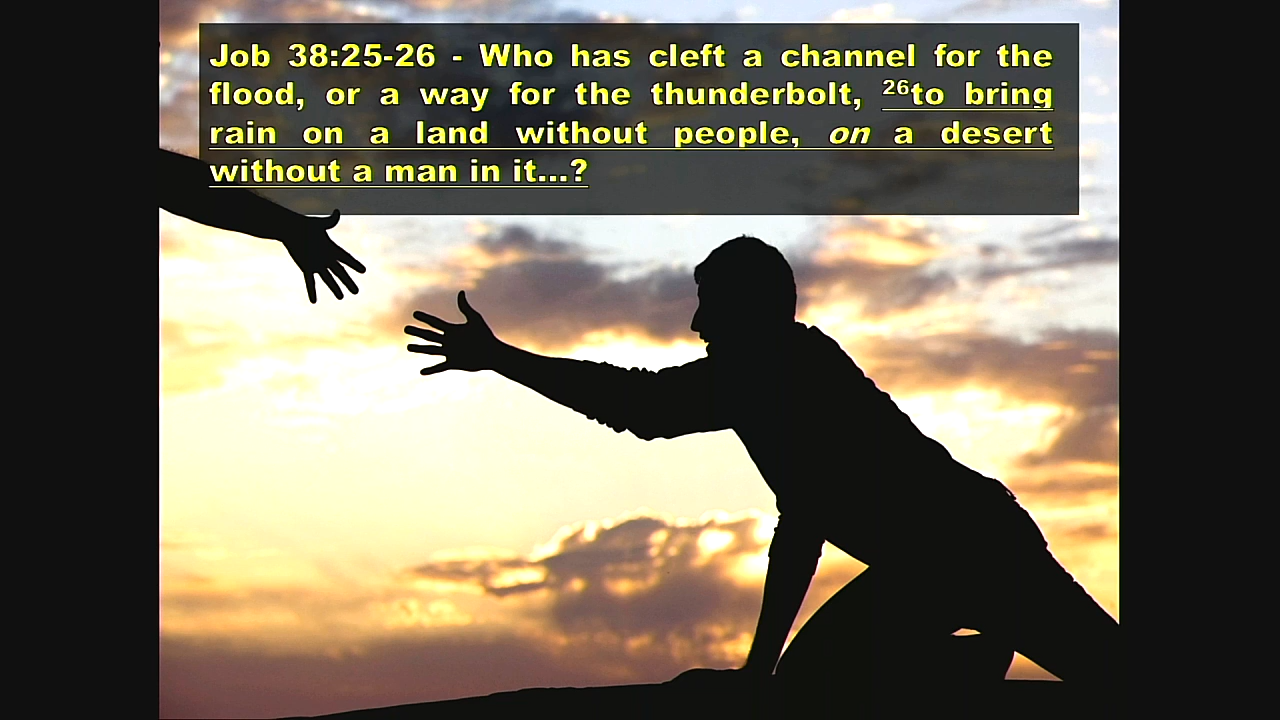 Job 38:25-26 - Who has cleft a channel for the
flood, or a way for the thunderbolt, ²⁶to bring
rain on a land without people, on a desert
without a man in it...?